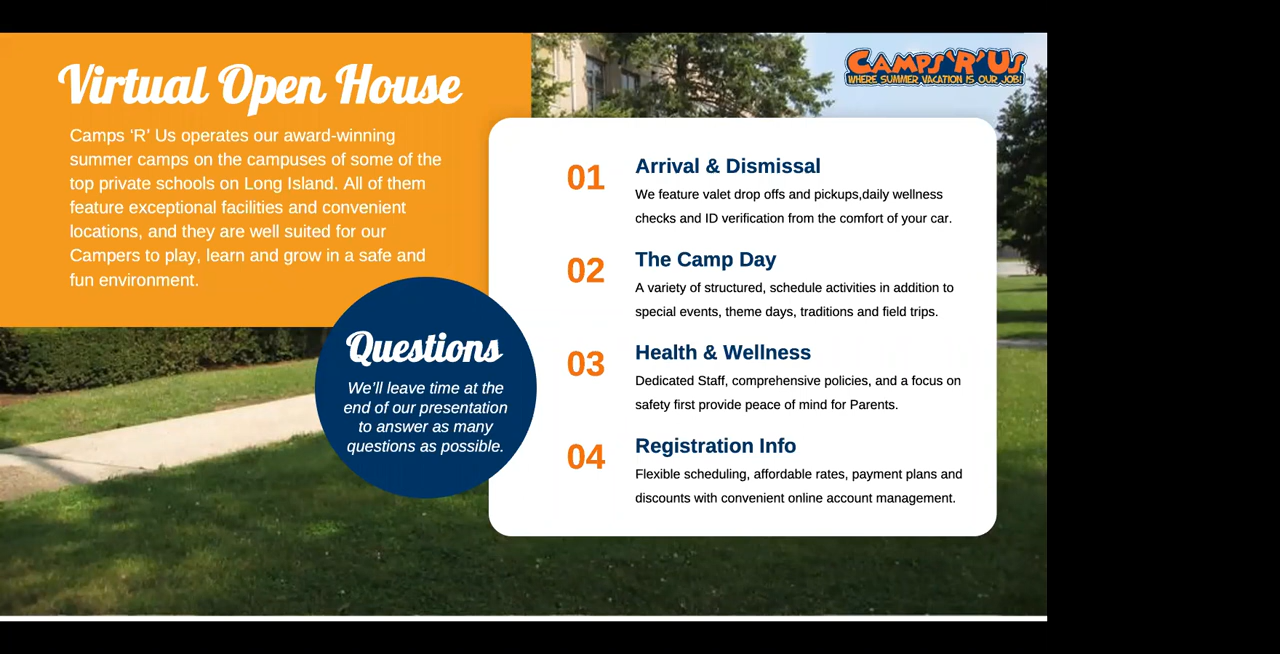 Virtual Open House
Camps 'R' Us operates our award-winning
summer camps on the campuses of some of the
top private schools on Long Island. All of them
feature exceptional facilities and convenient
locations, and they are well suited for our
Campers to play, learn and grow in a safe and
fun environment.
Questions
We'll leave time at the
end of our presentation
to answer as many
questions as possible.
CAMPS 'R' US
WHERE SUMMER VACATION IS OUR JOB!
01
Arrival & Dismissal
We feature valet drop offs and pickups,daily wellness
checks and ID verification from the comfort of your car.
02
The Camp Day
A variety of structured, schedule activities in addition to
special events, theme days, traditions and field trips.
03
Health & Wellness
Dedicated Staff, comprehensive policies, and a focus on
safety first provide peace of mind for Parents.
04
Registration Info
Flexible scheduling, affordable rates, payment plans and
discounts with convenient online account management.